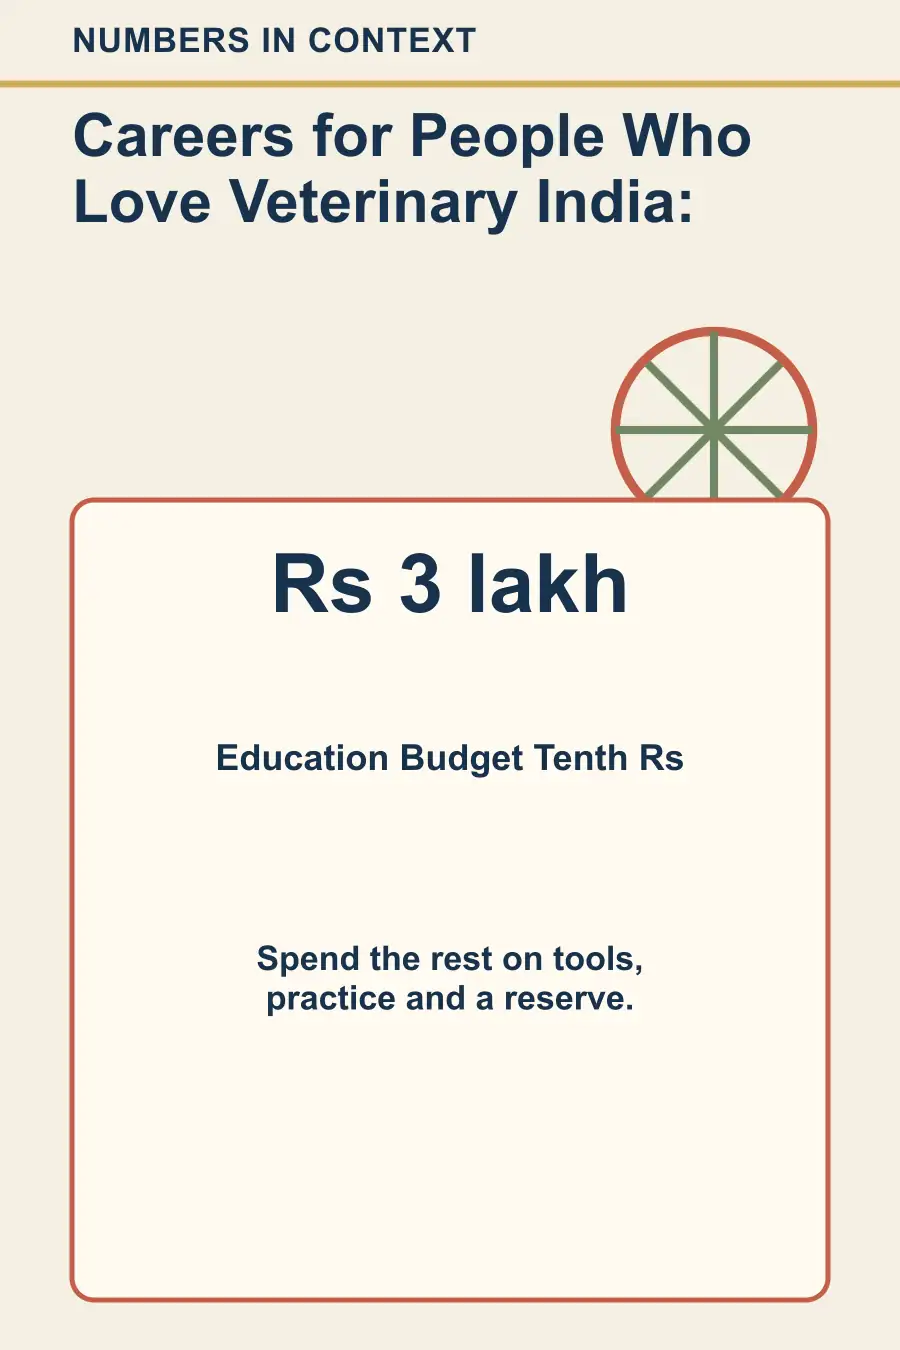 NUMBERS IN CONTEXT
Careers for People Who
Love Veterinary India:
Rs 3 lakh
Education Budget Tenth Rs
Spend the rest on tools,
practice and a reserve.